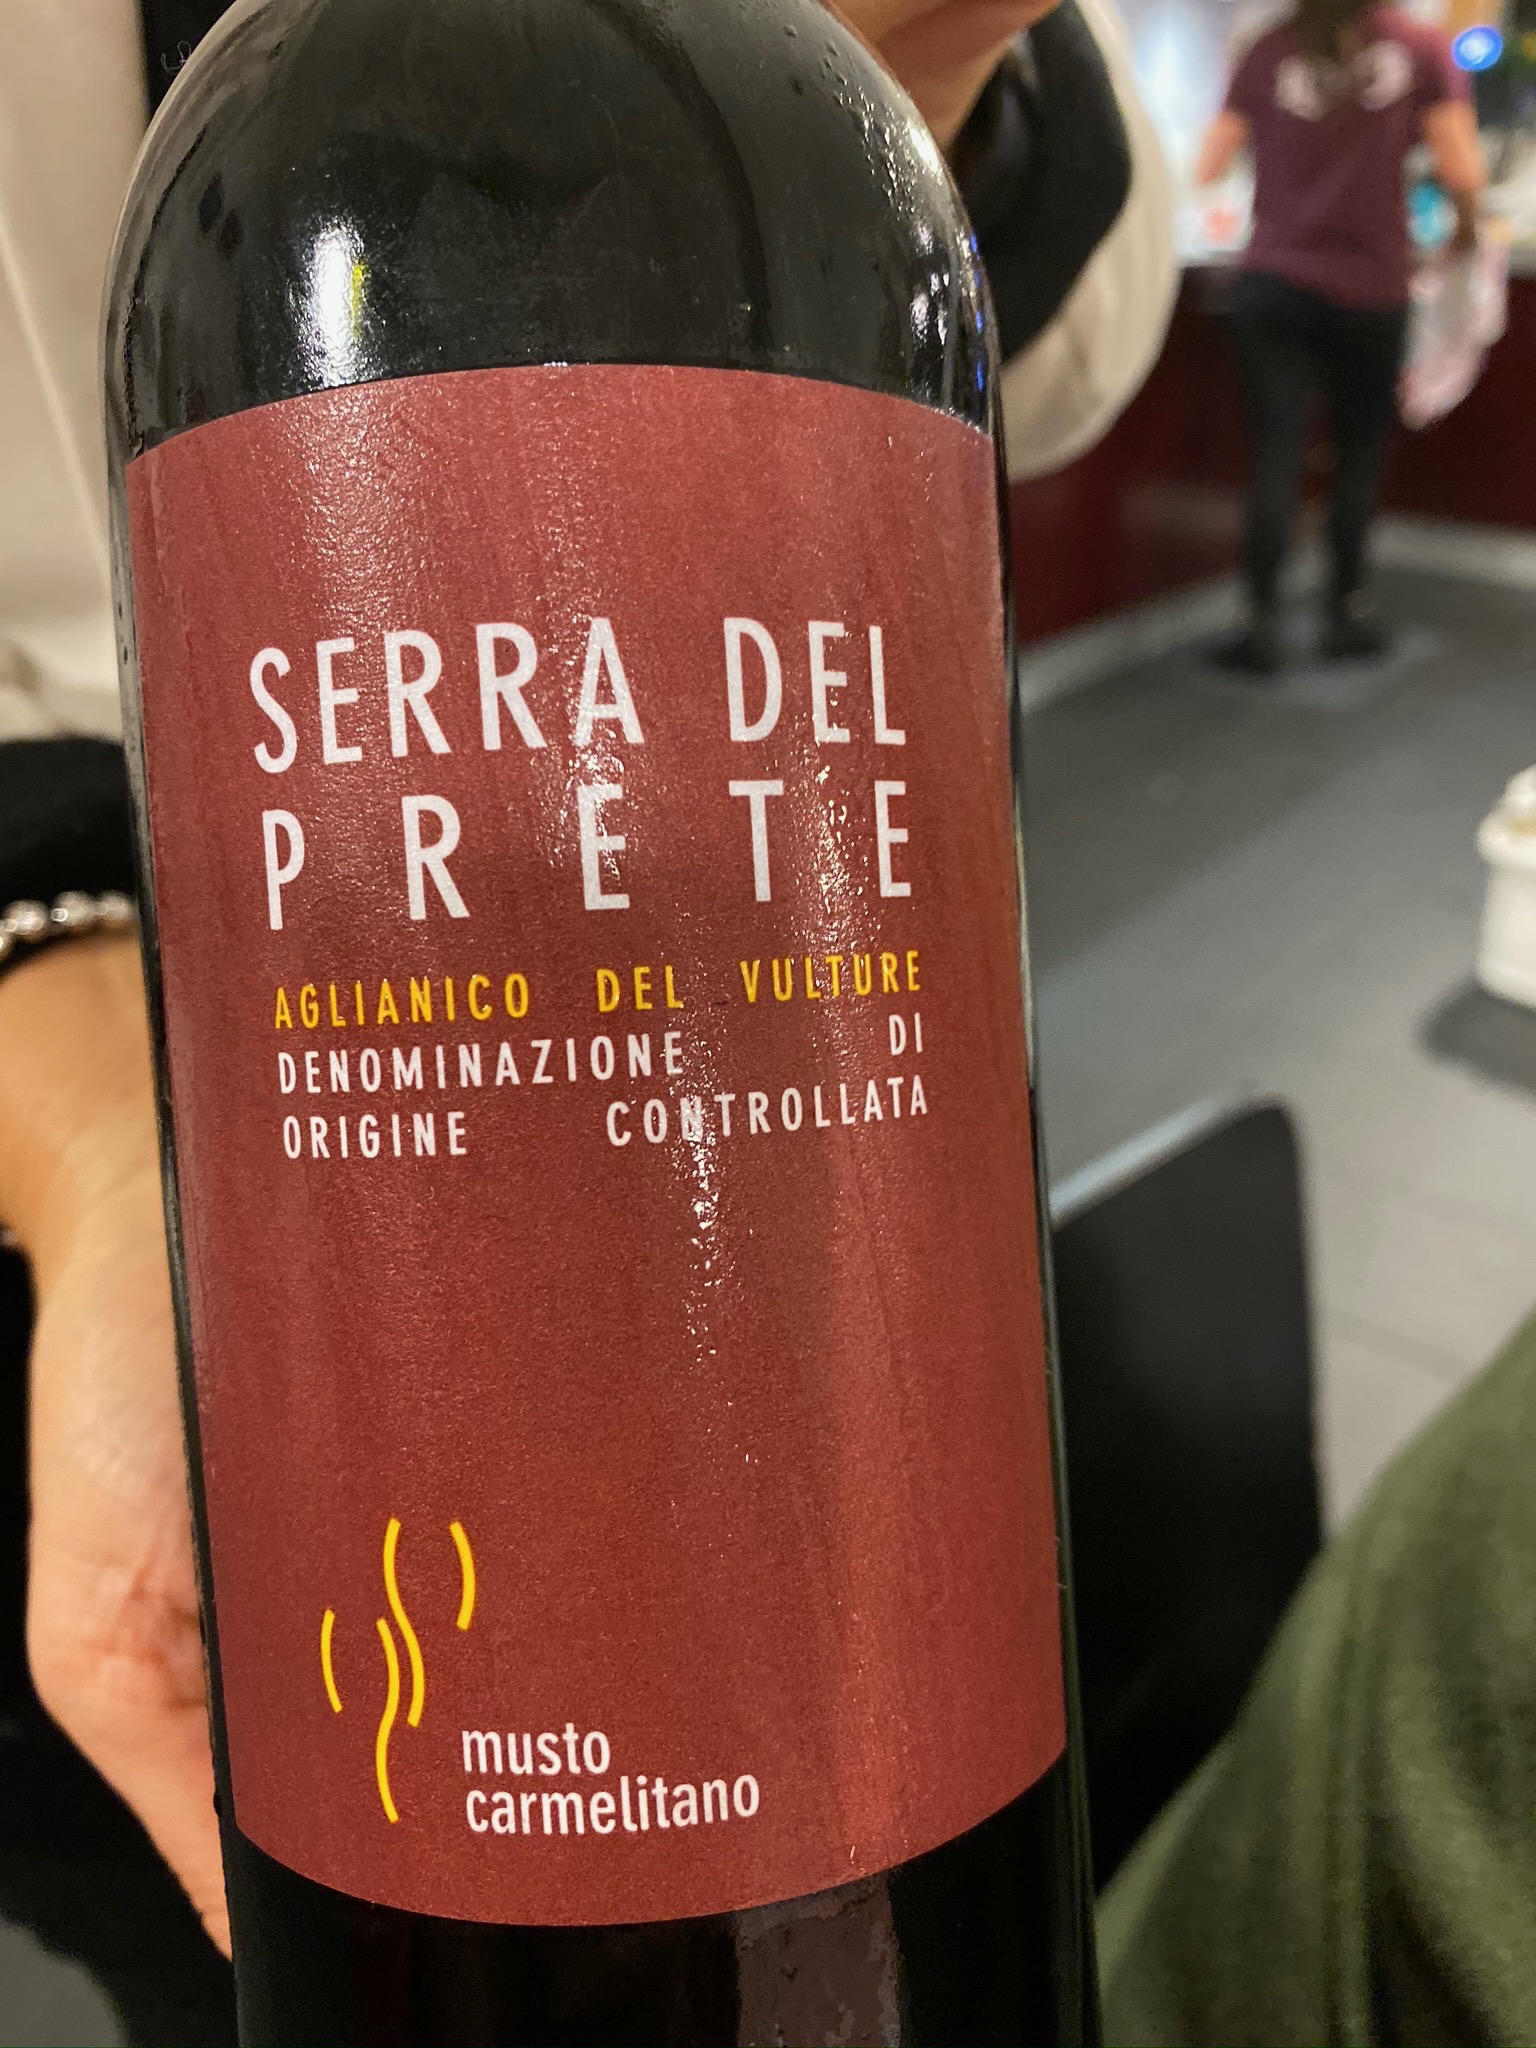 SERRA DEL
PRETE
AGLIANICO DEL VULTURE
DENOMINAZIONE DI
ORIGINE CONTROLLATA
musto
carmelitano